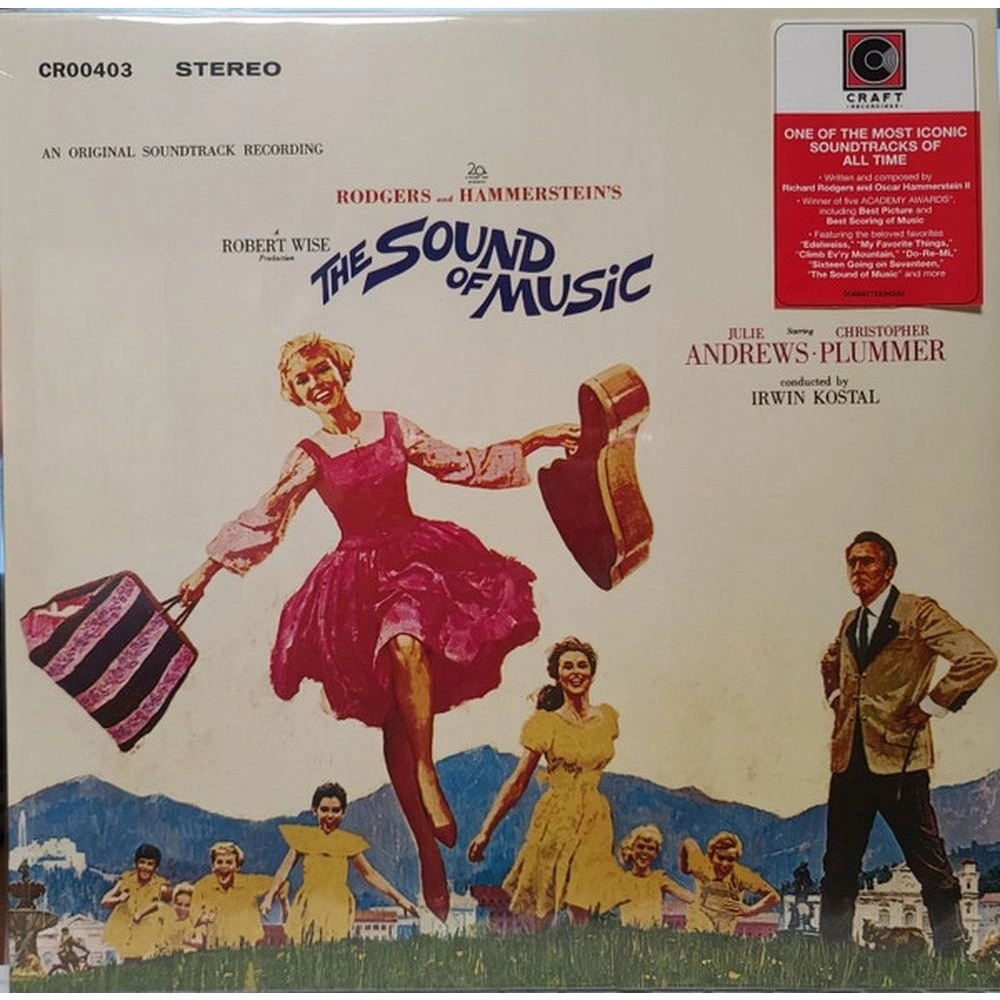 CR00403 STEREO
AN ORIGINAL SOUNDTRACK RECORDING
RODGERS and HAMMERSTEIN'S
A
ROBERT WISE
Production
THE SOUND
OF MUSIC
JULIE Starring CHRISTOPHER
ANDREWS · PLUMMER
conducted by
IRWIN KOSTAL
CRAFT
• RECORDINGS •
ONE OF THE MOST ICONIC
SOUNDTRACKS OF
ALL TIME
• Written and composed by
Richard Rodgers and Oscar Hammerstein II
• Winner of five ACADEMY AWARDS®,
including Best Picture and
Best Scoring of Music
• Featuring the beloved favorites
"Edelweiss," "My Favorite Things,"
"Climb Ev'ry Mountain," "Do-Re-Mi,"
"Sixteen Going on Seventeen,"
"The Sound of Music" and more